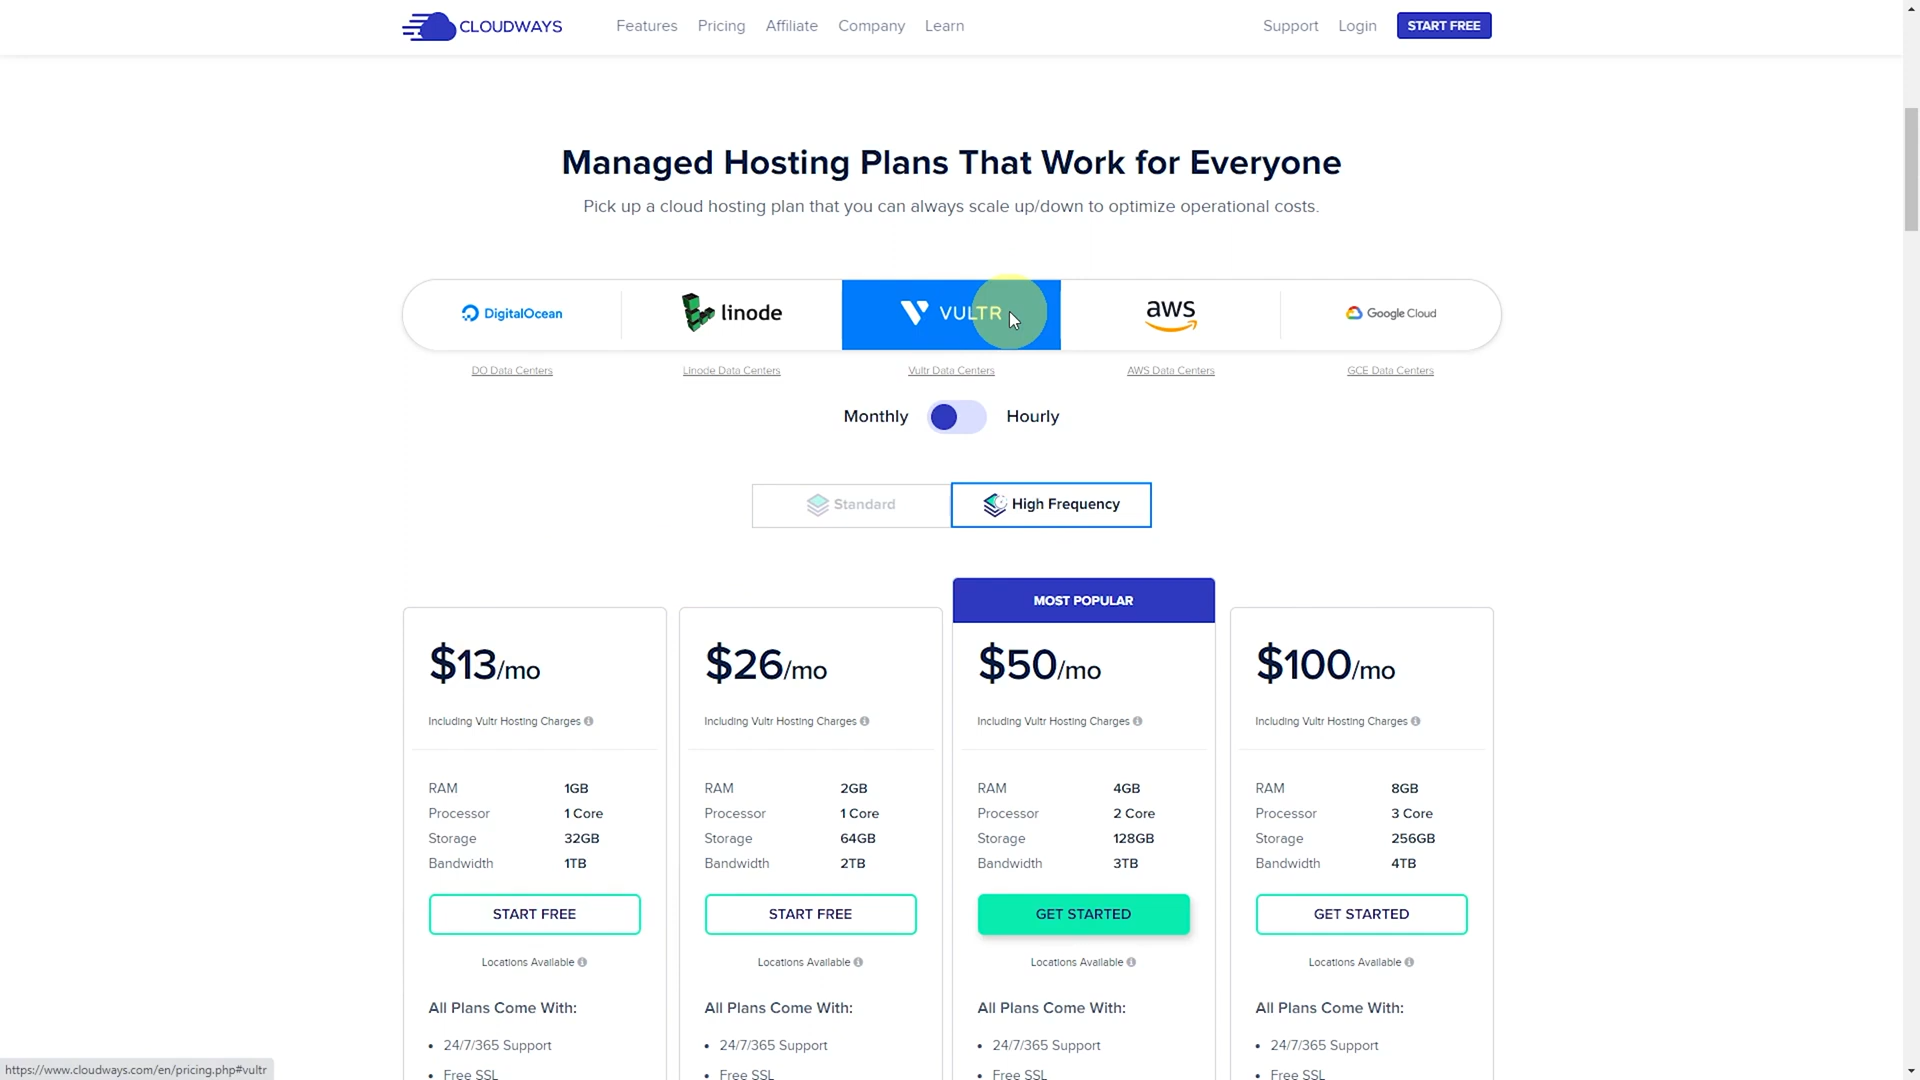 CLOUDWAYS Features Pricing Affiliate Company Learn Support Login START FREE
Managed Hosting Plans That Work for Everyone
Pick up a cloud hosting plan that you can always scale up/down to optimize operational costs.
DigitalOcean linode VULTR aws Google Cloud
DO Data Centers Linode Data Centers Vultr Data Centers AWS Data Centers GCE Data Centers
Monthly Hourly
Standard High Frequency
MOST POPULAR
$13/mo $26/mo $50/mo $100/mo
Including Vultr Hosting Charges Including Vultr Hosting Charges Including Vultr Hosting Charges Including Vultr Hosting Charges
RAM 1GB RAM 2GB RAM 4GB RAM 8GB
Processor 1 Core Processor 1 Core Processor 2 Core Processor 3 Core
Storage 32GB Storage 64GB Storage 128GB Storage 256GB
Bandwidth 1TB Bandwidth 2TB Bandwidth 3TB Bandwidth 4TB
START FREE START FREE GET STARTED GET STARTED
Locations Available Locations Available Locations Available Locations Available
All Plans Come With: All Plans Come With: All Plans Come With: All Plans Come With:
• 24/7/365 Support • 24/7/365 Support • 24/7/365 Support • 24/7/365 Support
• Free SSL • Free SSL • Free SSL • Free SSL
https://www.cloudways.com/en/pricing.php#vultr